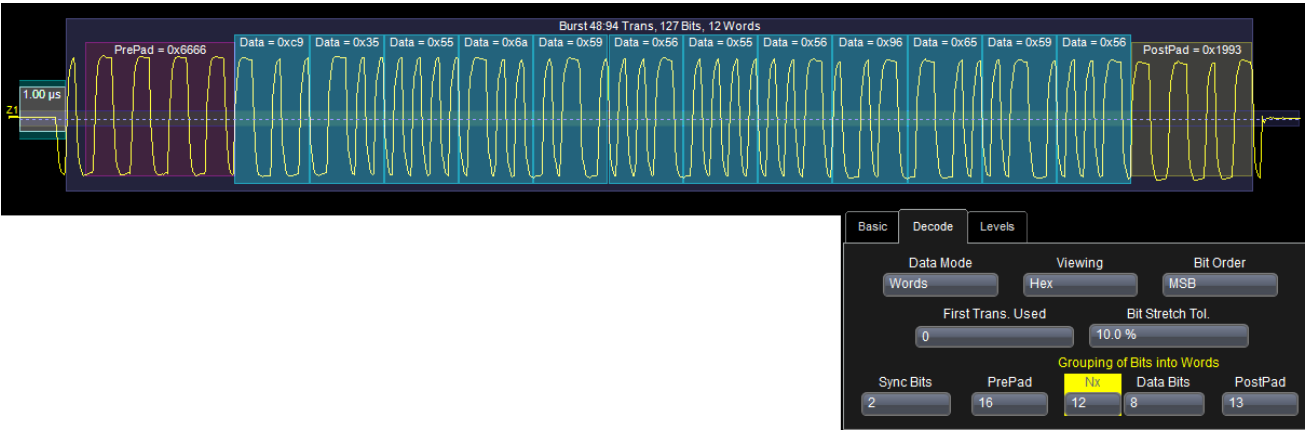 Burst 48:94 Trans, 127 Bits, 12 Words
PrePad = 0x6666
Data = 0xc9
Data = 0x35
Data = 0x55
Data = 0x6a
Data = 0x59
Data = 0x56
Data = 0x55
Data = 0x56
Data = 0x96
Data = 0x65
Data = 0x59
Data = 0x56
PostPad = 0x1993
1.00 µs
Z1
Basic Decode Levels
Data Mode Viewing Bit Order
Words Hex MSB
First Trans. Used Bit Stretch Tol.
0 10.0 %
Grouping of Bits into Words
Sync Bits PrePad Nx Data Bits PostPad
2 16 12 8 13